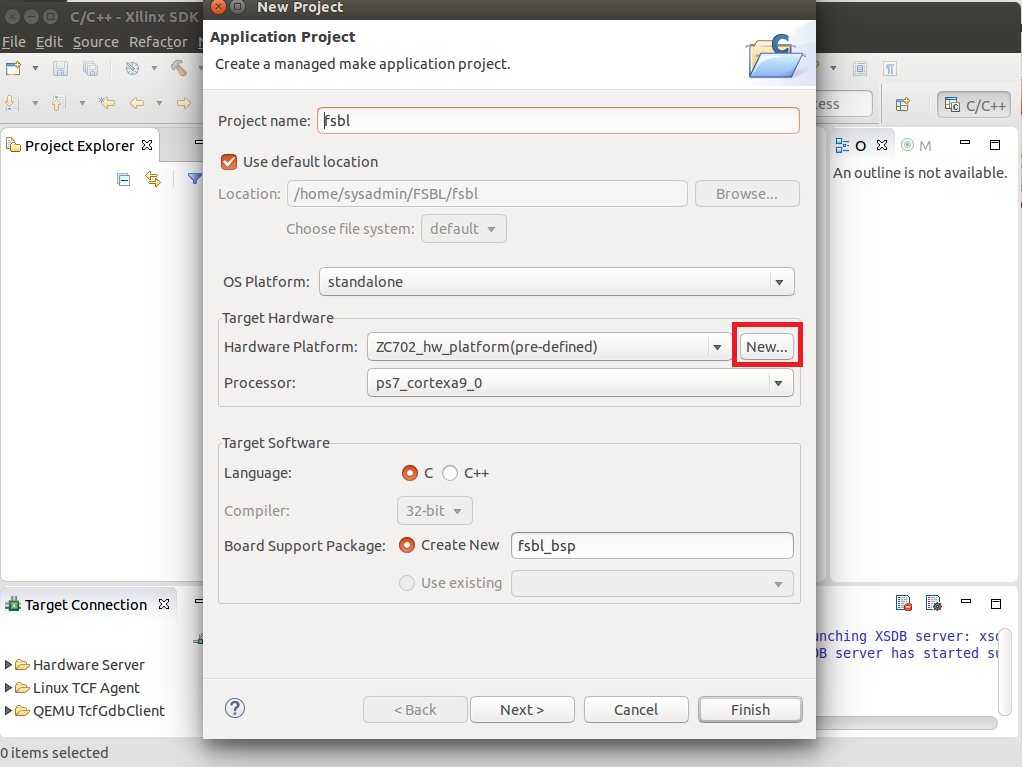 C/C++ - Xilinx SDK
New Project
File Edit Source Refactor
Application Project
Create a managed make application project.
C/C++
Project Explorer
Project name: fsbl
O M
Use default location
An outline is not available.
Location: /home/sysadmin/FSBL/fsbl Browse...
Choose file system: default
OS Platform: standalone
Target Hardware
Hardware Platform: ZC702_hw_platform(pre-defined) New...
Processor: ps7_cortexa9_0
Target Software
Language: C C++
Compiler: 32-bit
Board Support Package: Create New fsbl_bsp
Use existing
Target Connection
Hardware Server
Linux TCF Agent
QEMU TcfGdbClient
XSDB server:
server has started
? < Back Next > Cancel Finish
0 items selected